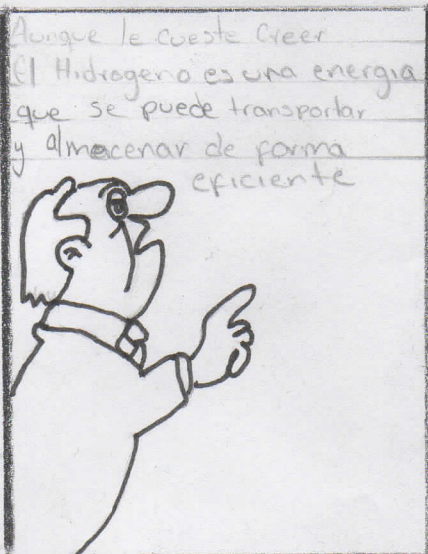 Aunque le cueste Creer
El Hidrogeno es una energia
que se puede transportar
y almacenar de forma
eficiente